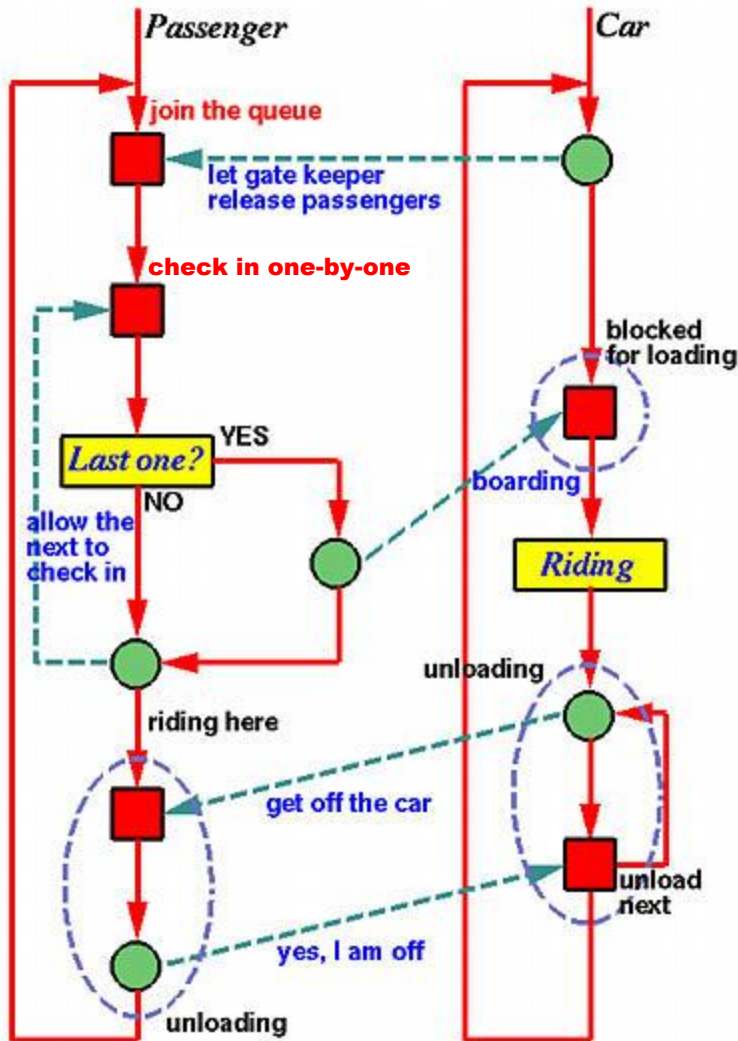 Passenger
Car
join the queue
let gate keeper
release passengers
check in one-by-one
blocked
for loading
YES
Last one?
boarding
NO
allow the
next to
check in
Riding
unloading
riding here
get off the car
unload
next
yes, I am off
unloading